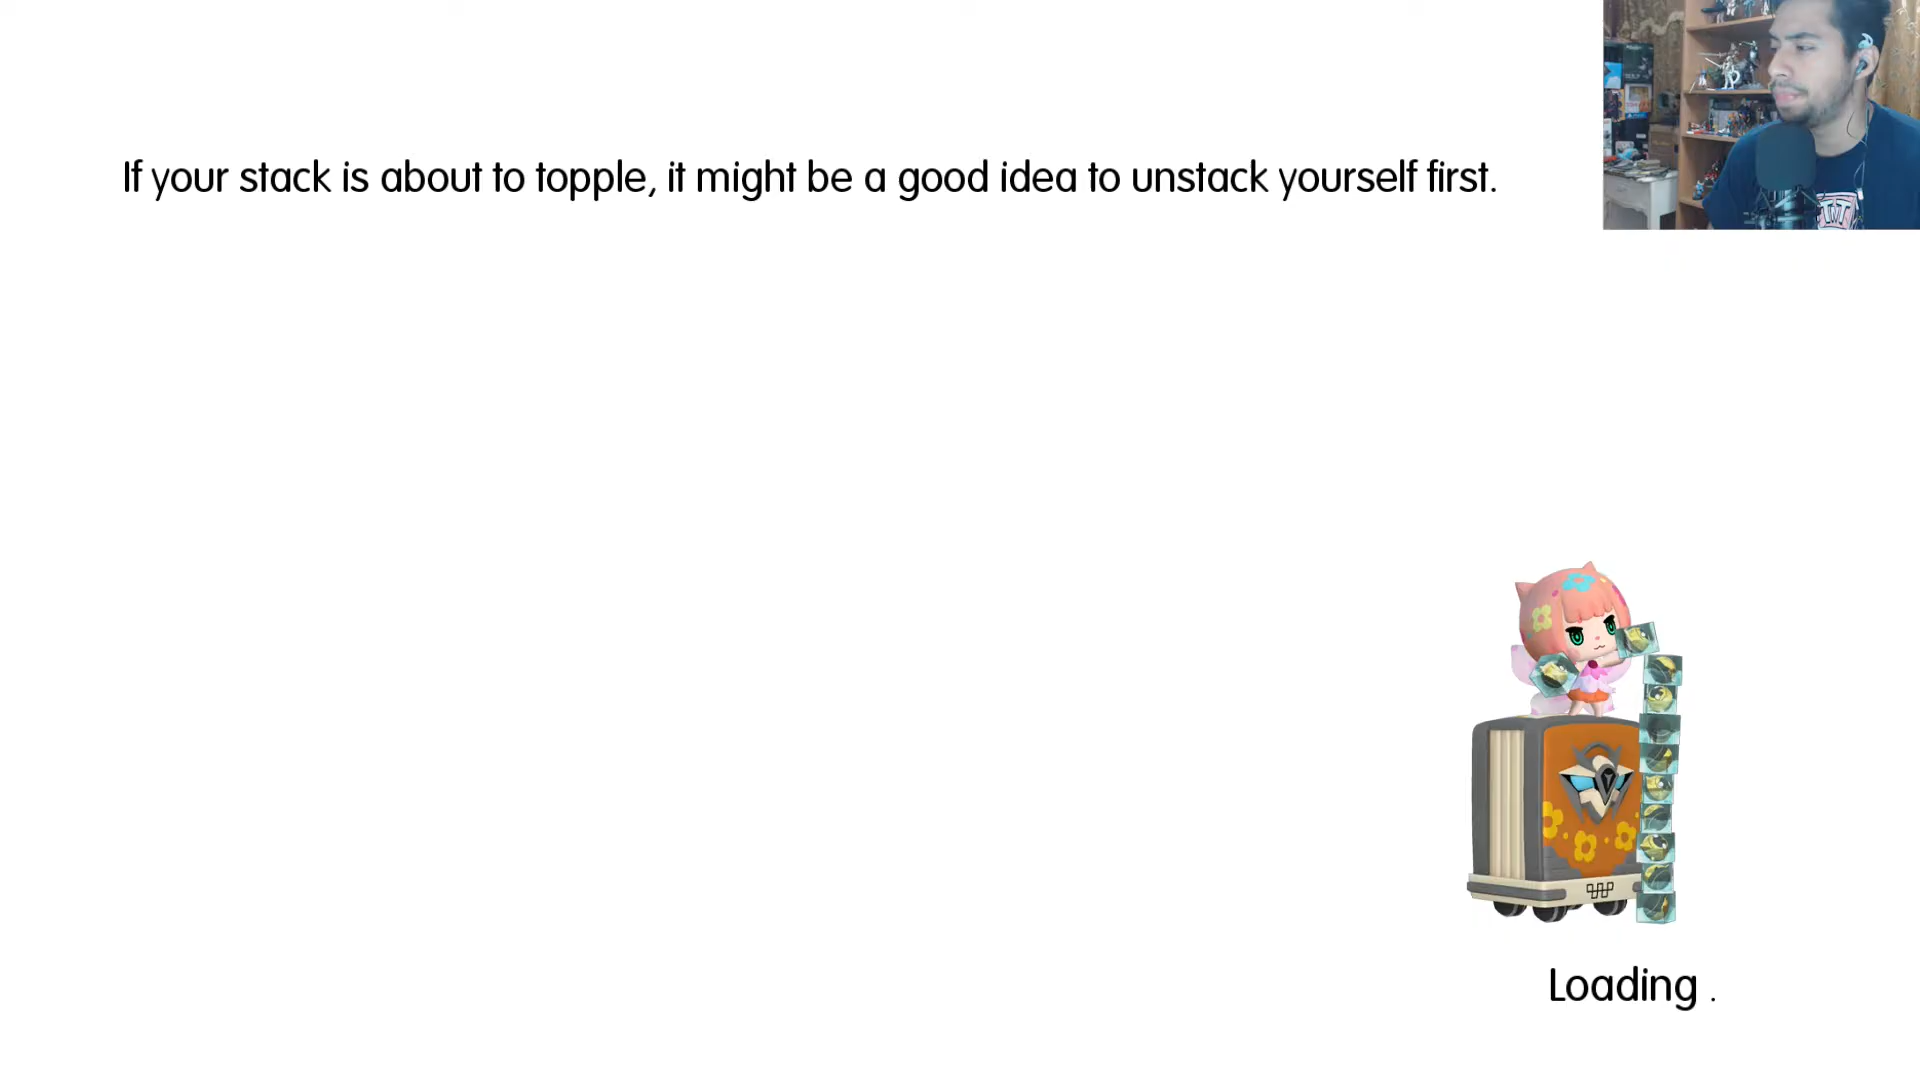 If your stack is about to topple, it might be a good idea to unstack yourself first.
Loading .